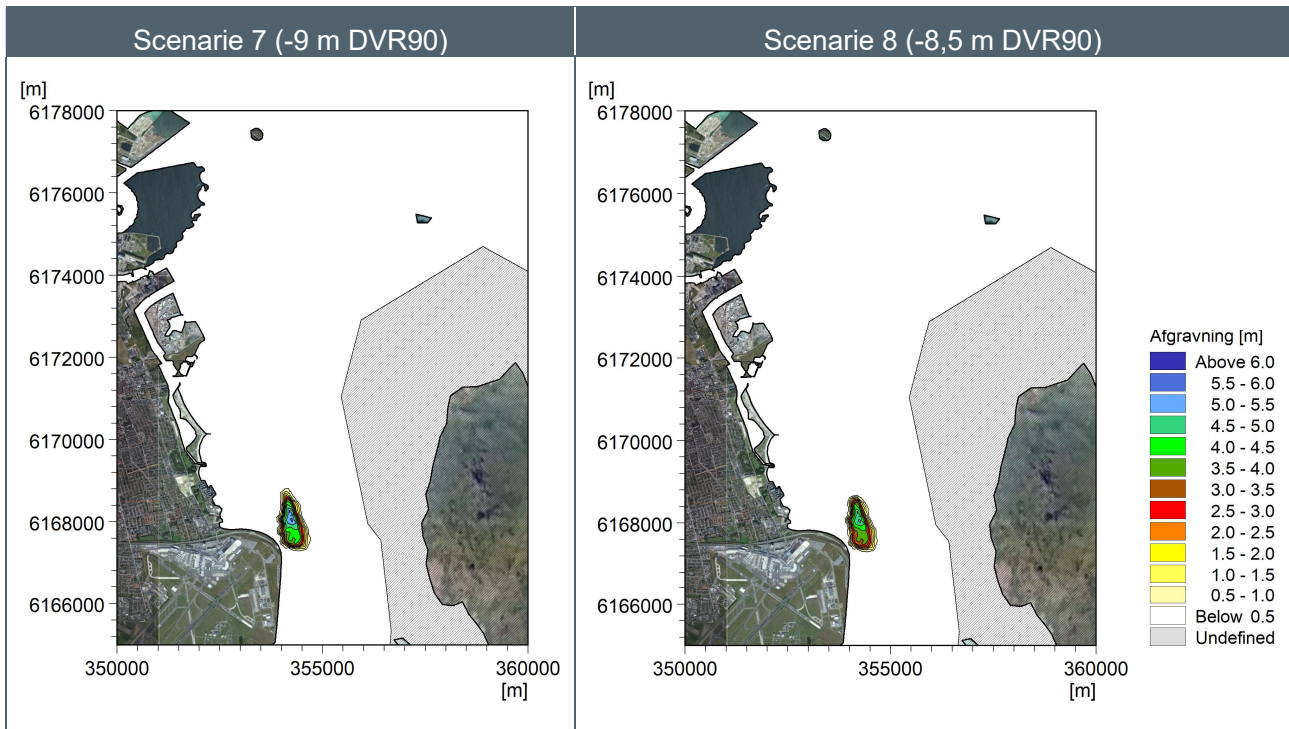 Scenarie 7 (-9 m DVR90)
Scenarie 8 (-8,5 m DVR90)
[m]
6178000
6176000
6174000
6172000
6170000
6168000
6166000
350000
355000
360000
[m]
[m]
6178000
6176000
6174000
6172000
6170000
6168000
6166000
350000
355000
360000
[m]
Afgravning [m]
Above 6.0
5.5 - 6.0
5.0 - 5.5
4.5 - 5.0
4.0 - 4.5
3.5 - 4.0
3.0 - 3.5
2.5 - 3.0
2.0 - 2.5
1.5 - 2.0
1.0 - 1.5
0.5 - 1.0
Below 0.5
Undefined